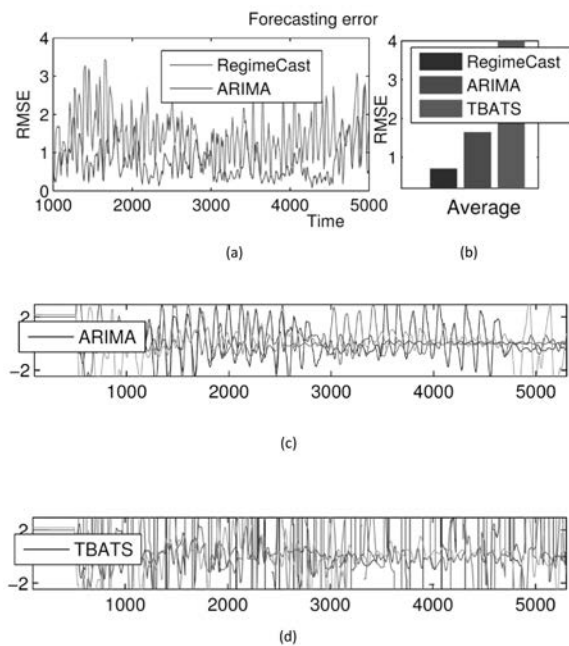 Forecasting error
4
3
2
1
0
RMSE
RegimeCast
ARIMA
1000 2000 3000 4000 5000
Time
(a)
4
2
1
RMSE
RegimeCast
ARIMA
TBATS
Average
(b)
2
-2
ARIMA
1000 2000 3000 4000 5000
(c)
2
-2
TBATS
1000 2000 3000 4000 5000
(d)